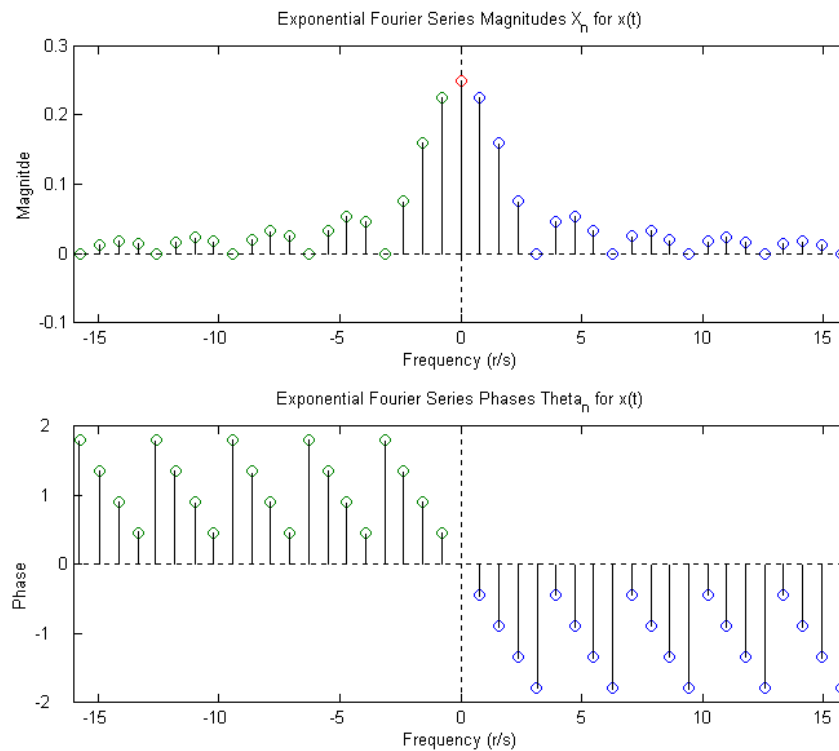 Exponential Fourier Series Magnitudes Xn for x(t)
0.3
0.2
0.1
0
-0.1
Magnitde
-15 -10 -5 0 5 10 15
Frequency (r/s)
Exponential Fourier Series Phases Thetan for x(t)
2
1
0
-1
-2
Phase
-15 -10 -5 0 5 10 15
Frequency (r/s)